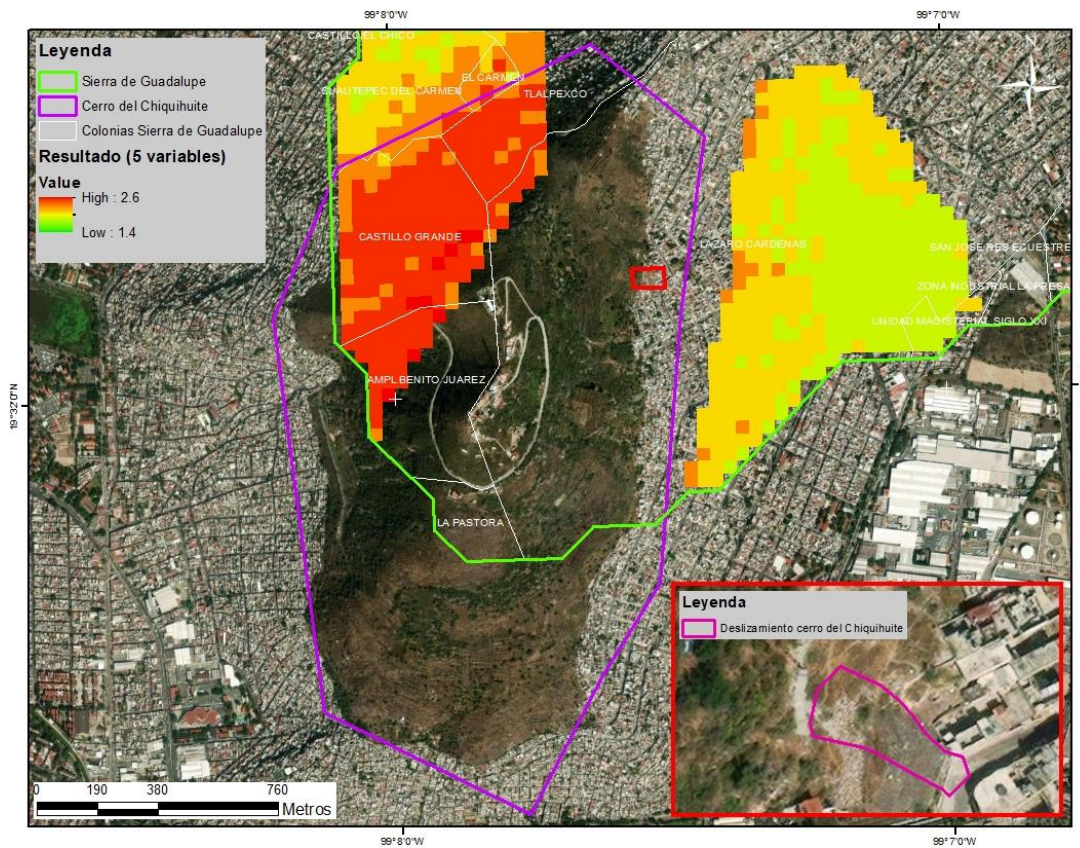 99°8'0"W
99°7'0"W
Leyenda
Sierra de Guadalupe
Cerro del Chiquihuite
Colonias Sierra de Guadalupe
Resultado (5 variables)
Value
High : 2.6
Low : 1.4
CASTILLO EL CHICO
EL CARMEN
CUAUTEPEC DEL CARMEN
TLALPEXCO
CASTILLO GRANDE
LAZARO CARDENAS
SAN JOSE RES ECUESTRE
ZONA INDUSTRIAL LA PRESA
UNIDAD MAGISTERIAL SIGLO XXI
AMPL BENITO JUAREZ
19°32'0"N
LA PASTORA
Leyenda
Deslizamiento cerro del Chiquihuite
0 190 380 760
Metros
99°8'0"W
99°7'0"W